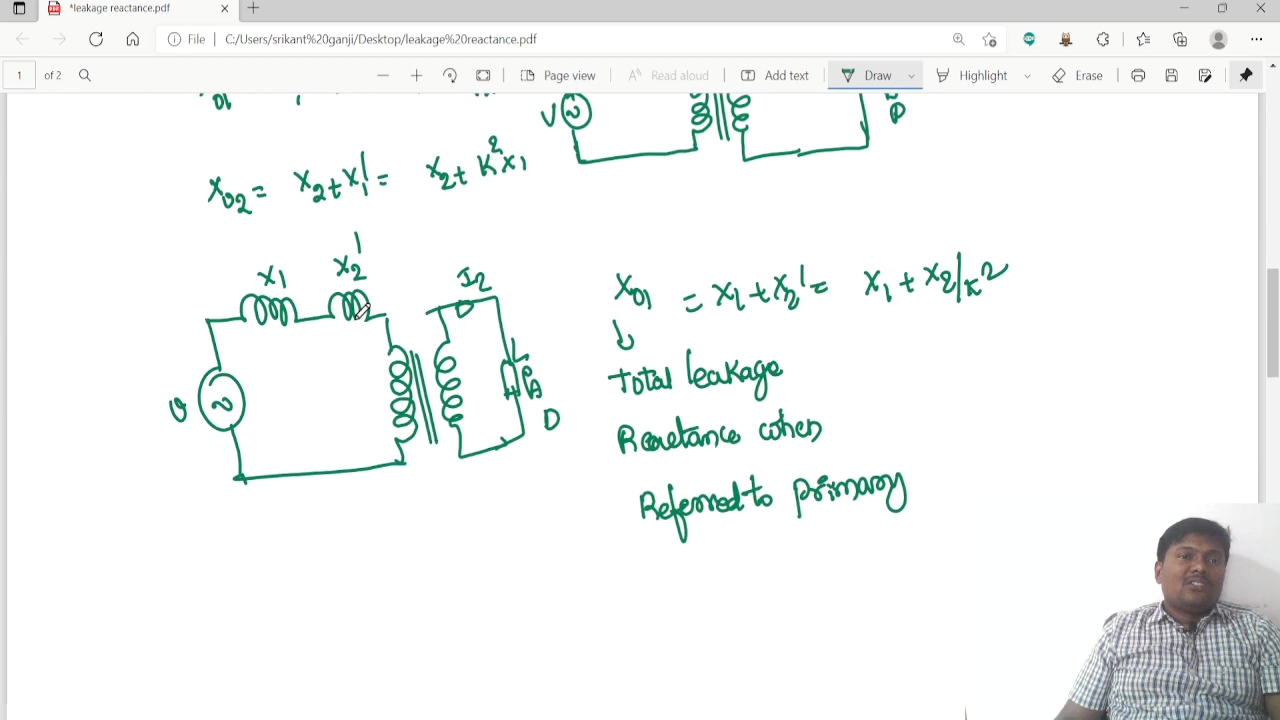 *leakage reactance.pdf
File | C:/Users/srikant%20ganji/Desktop/leakage%20reactance.pdf
1 of 2 Page view Read aloud Add text Draw Highlight Erase
V
X02 = X2 + X1' = X2 + K²X1
X1 X2' I2
V
L
D
X01 = X1 + X2' = X1 + X2/K²
↓
Total leakage
Reactance when
Referred to primary